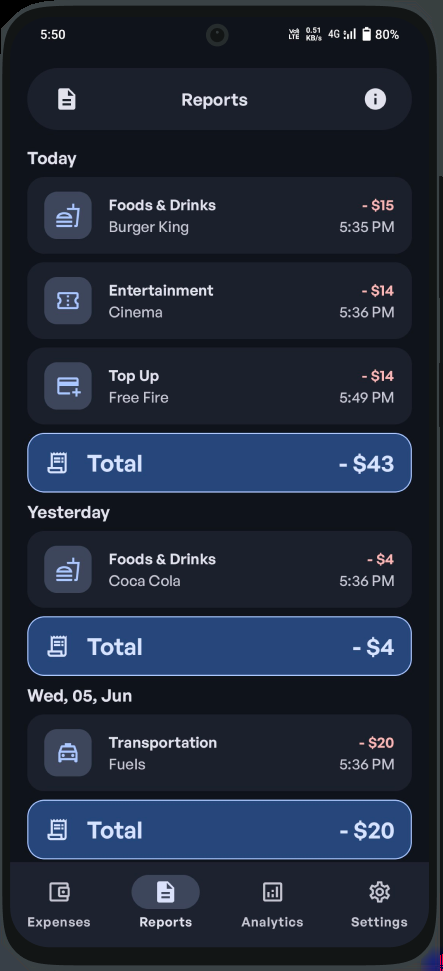 5:50
Vo) LTE 0.51 KB/s 4G 80%
Reports
Today
Foods & Drinks - $15
Burger King 5:35 PM
Entertainment - $14
Cinema 5:36 PM
Top Up - $14
Free Fire 5:49 PM
Total - $43
Yesterday
Foods & Drinks - $4
Coca Cola 5:36 PM
Total - $4
Wed, 05, Jun
Transportation - $20
Fuels 5:36 PM
Total - $20
Expenses Reports Analytics Settings